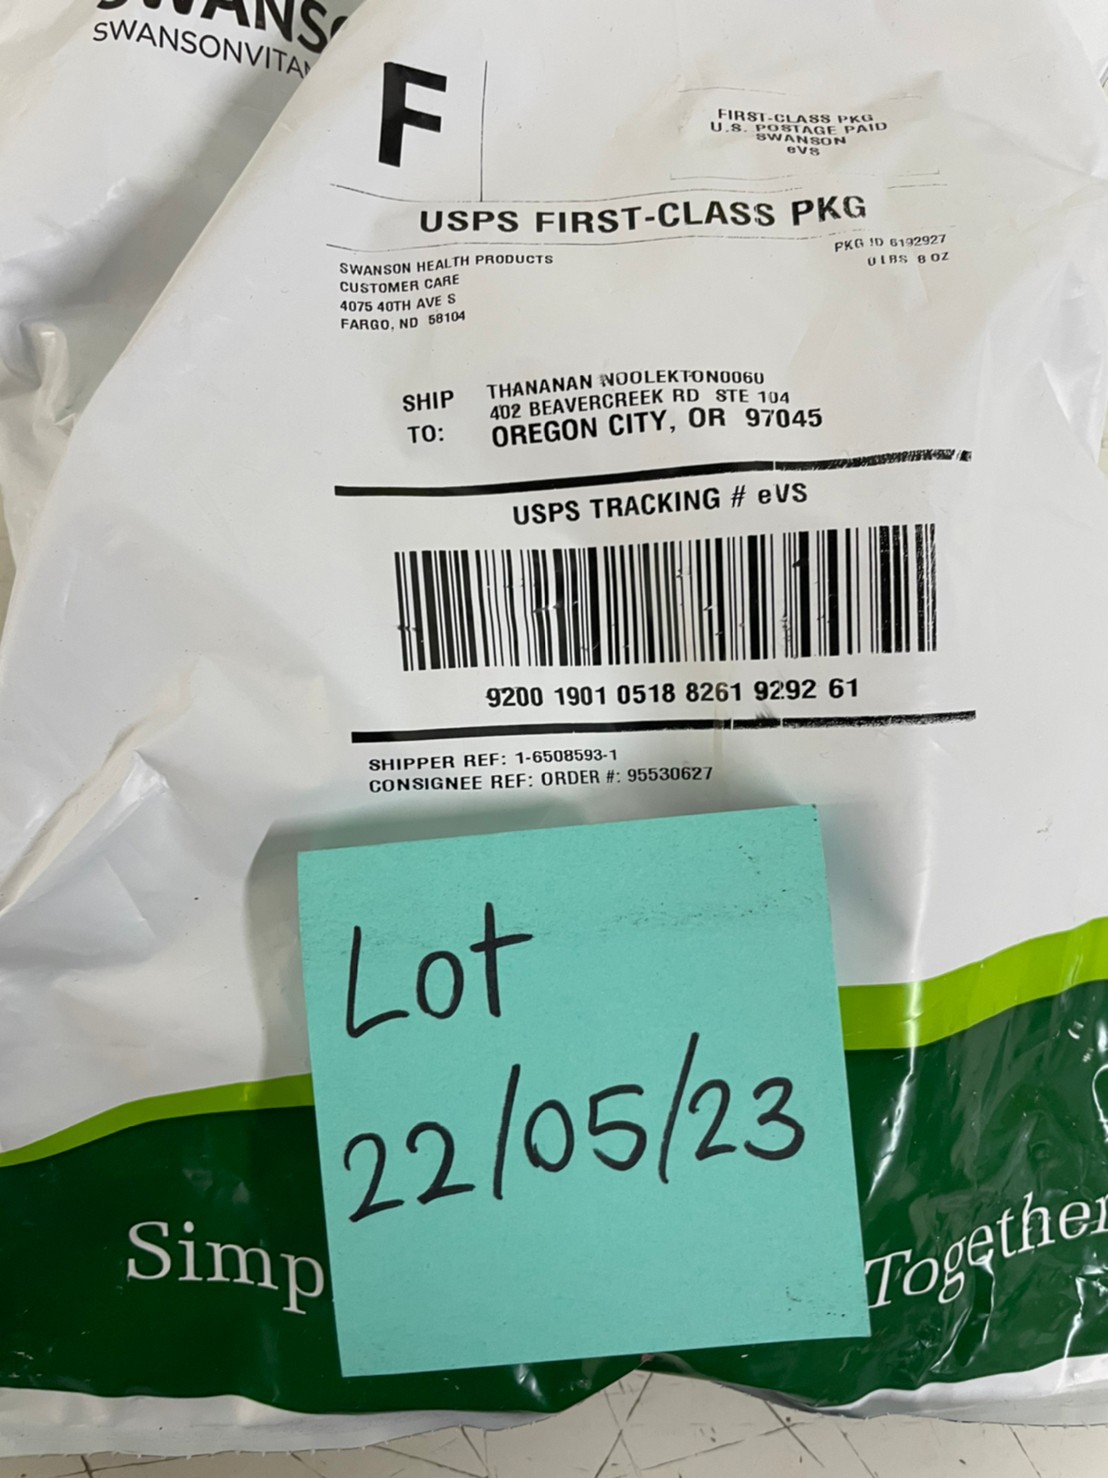 SWANS
SWANSONVITA
F
FIRST-CLASS PKG
U.S. POSTAGE PAID
SWANSON
eVS
USPS FIRST-CLASS PKG
PKG ID 6192927
0 LBS 8 OZ
SWANSON HEALTH PRODUCTS
CUSTOMER CARE
4075 40TH AVE S
FARGO, ND 58104
SHIP TO:
THANANAN NOOLEKTON0060
402 BEAVERCREEK RD STE 104
OREGON CITY, OR 97045
USPS TRACKING # eVS
9200 1901 0518 8261 9292 61
SHIPPER REF: 1-6508593-1
CONSIGNEE REF: ORDER #: 95530627
Lot
22/05/23
Simp
Together